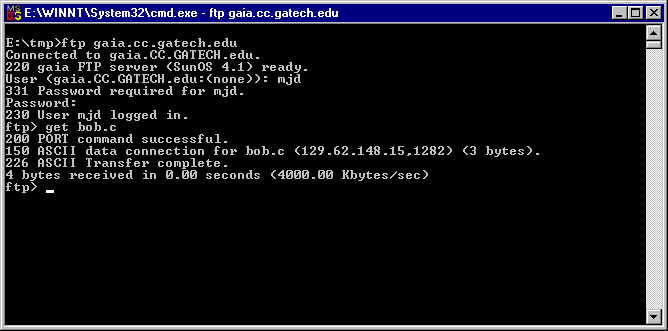 E:\WINNT\System32\cmd.exe - ftp gaia.cc.gatech.edu
E:\tmp>ftp gaia.cc.gatech.edu
Connected to gaia.CC.GATECH.edu.
220 gaia FTP server (SunOS 4.1) ready.
User (gaia.CC.GATECH.edu:(none)): mjd
331 Password required for mjd.
Password:
230 User mjd logged in.
ftp> get bob.c
200 PORT command successful.
150 ASCII data connection for bob.c (129.62.148.15,1282) (3 bytes).
226 ASCII Transfer complete.
4 bytes received in 0.00 seconds (4000.00 Kbytes/sec)
ftp> _